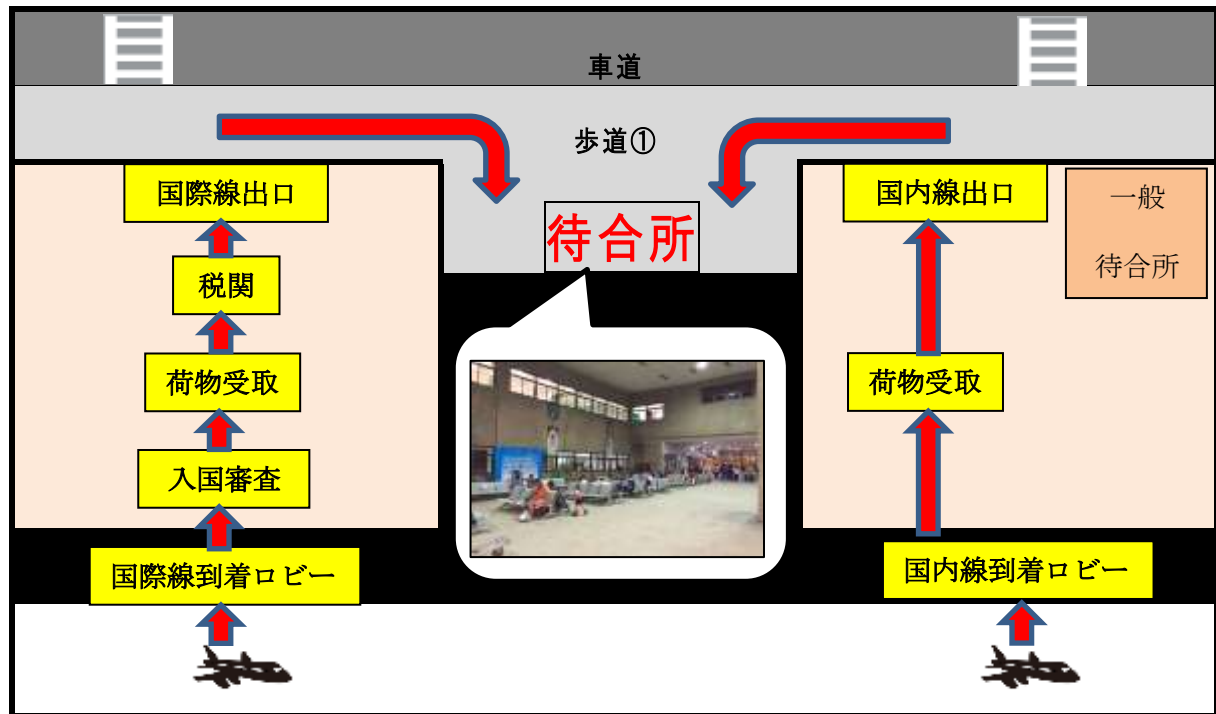 車道
歩道①
国際線出口
国内線出口
一般
待合所
待合所
税関
荷物受取
荷物受取
入国審査
国際線到着ロビー
国内線到着ロビー